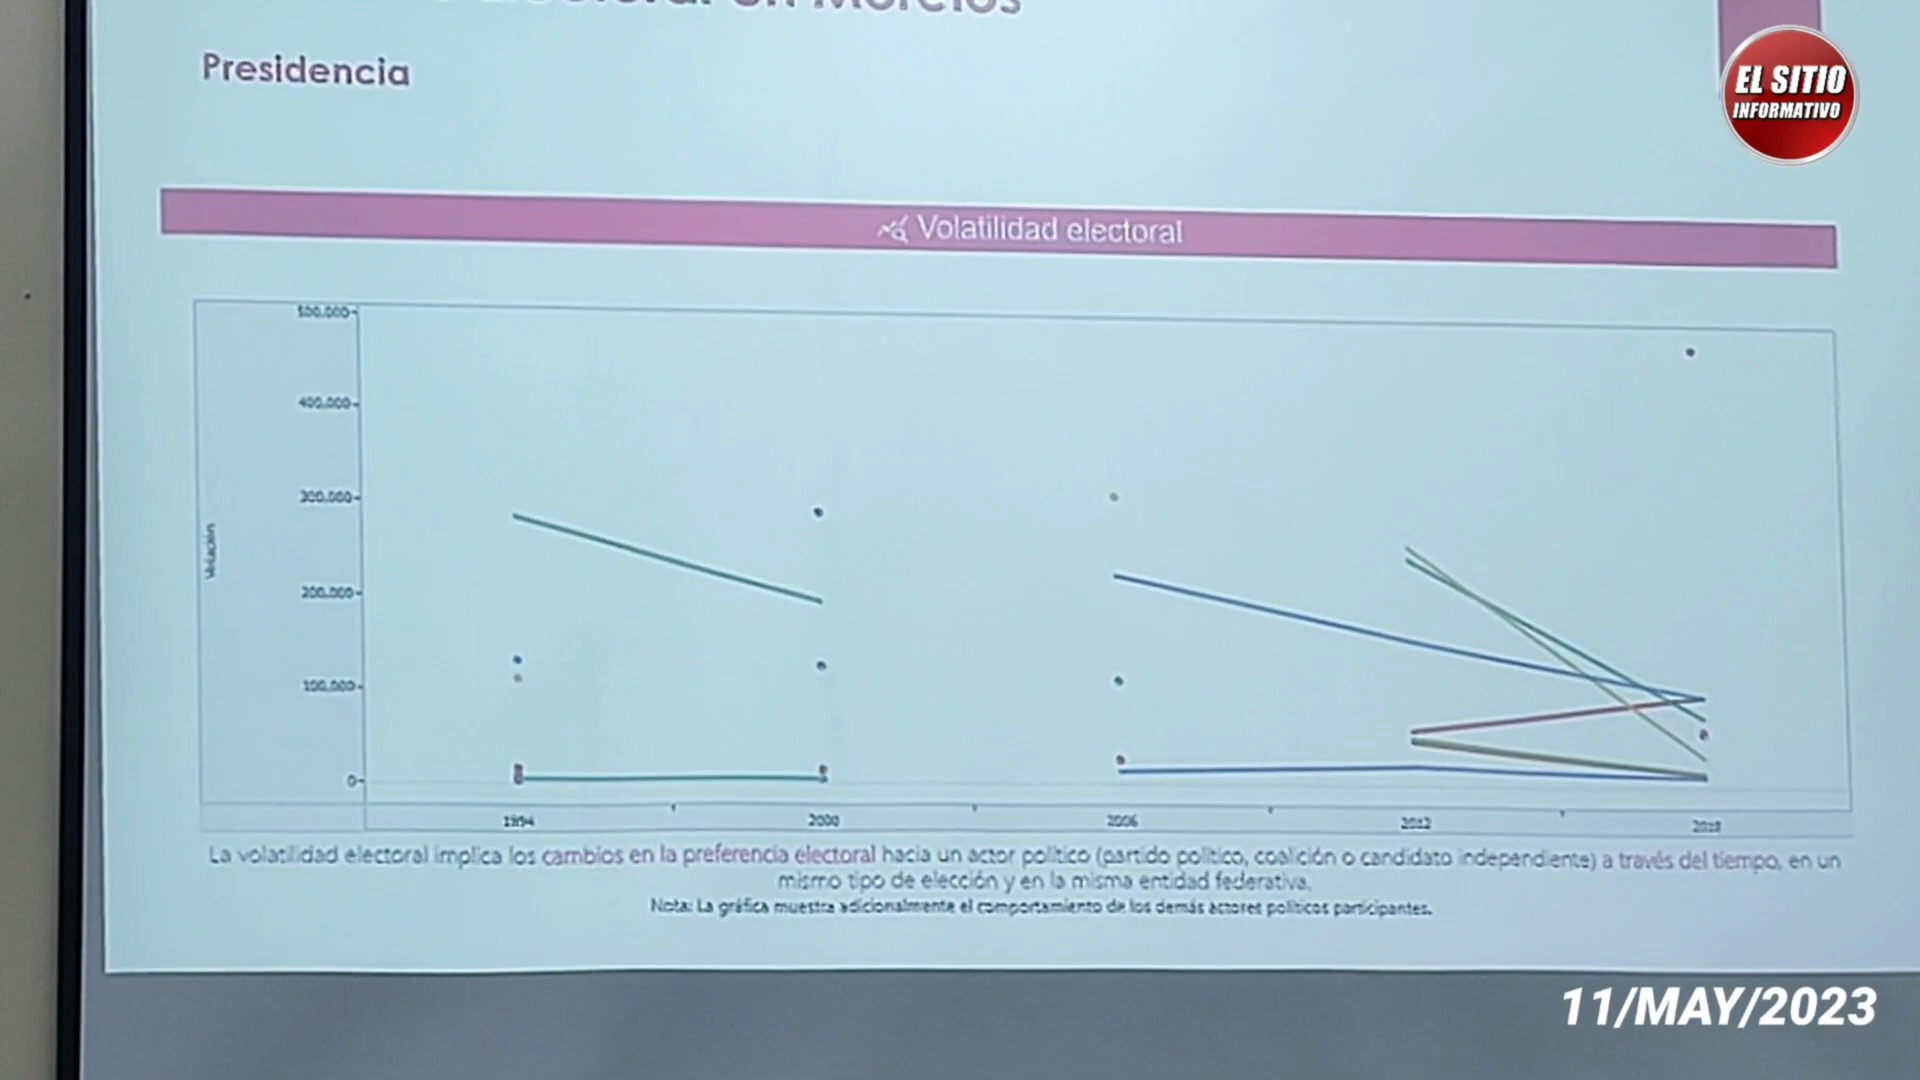 en Morelos
Presidencia
EL SITIO
INFORMATIVO
Volatilidad electoral
500,000
400,000
300,000
200,000
100,000
0
Votación
1994
2000
2006
2012
2018
La volatilidad electoral implica los cambios en la preferencia electoral hacia un actor político (partido político, coalición o candidato independiente) a través del tiempo, en un
mismo tipo de elección y en la misma entidad federativa.
Nota: La gráfica muestra adicionalmente el comportamiento de los demás actores políticos participantes.
11/MAY/2023